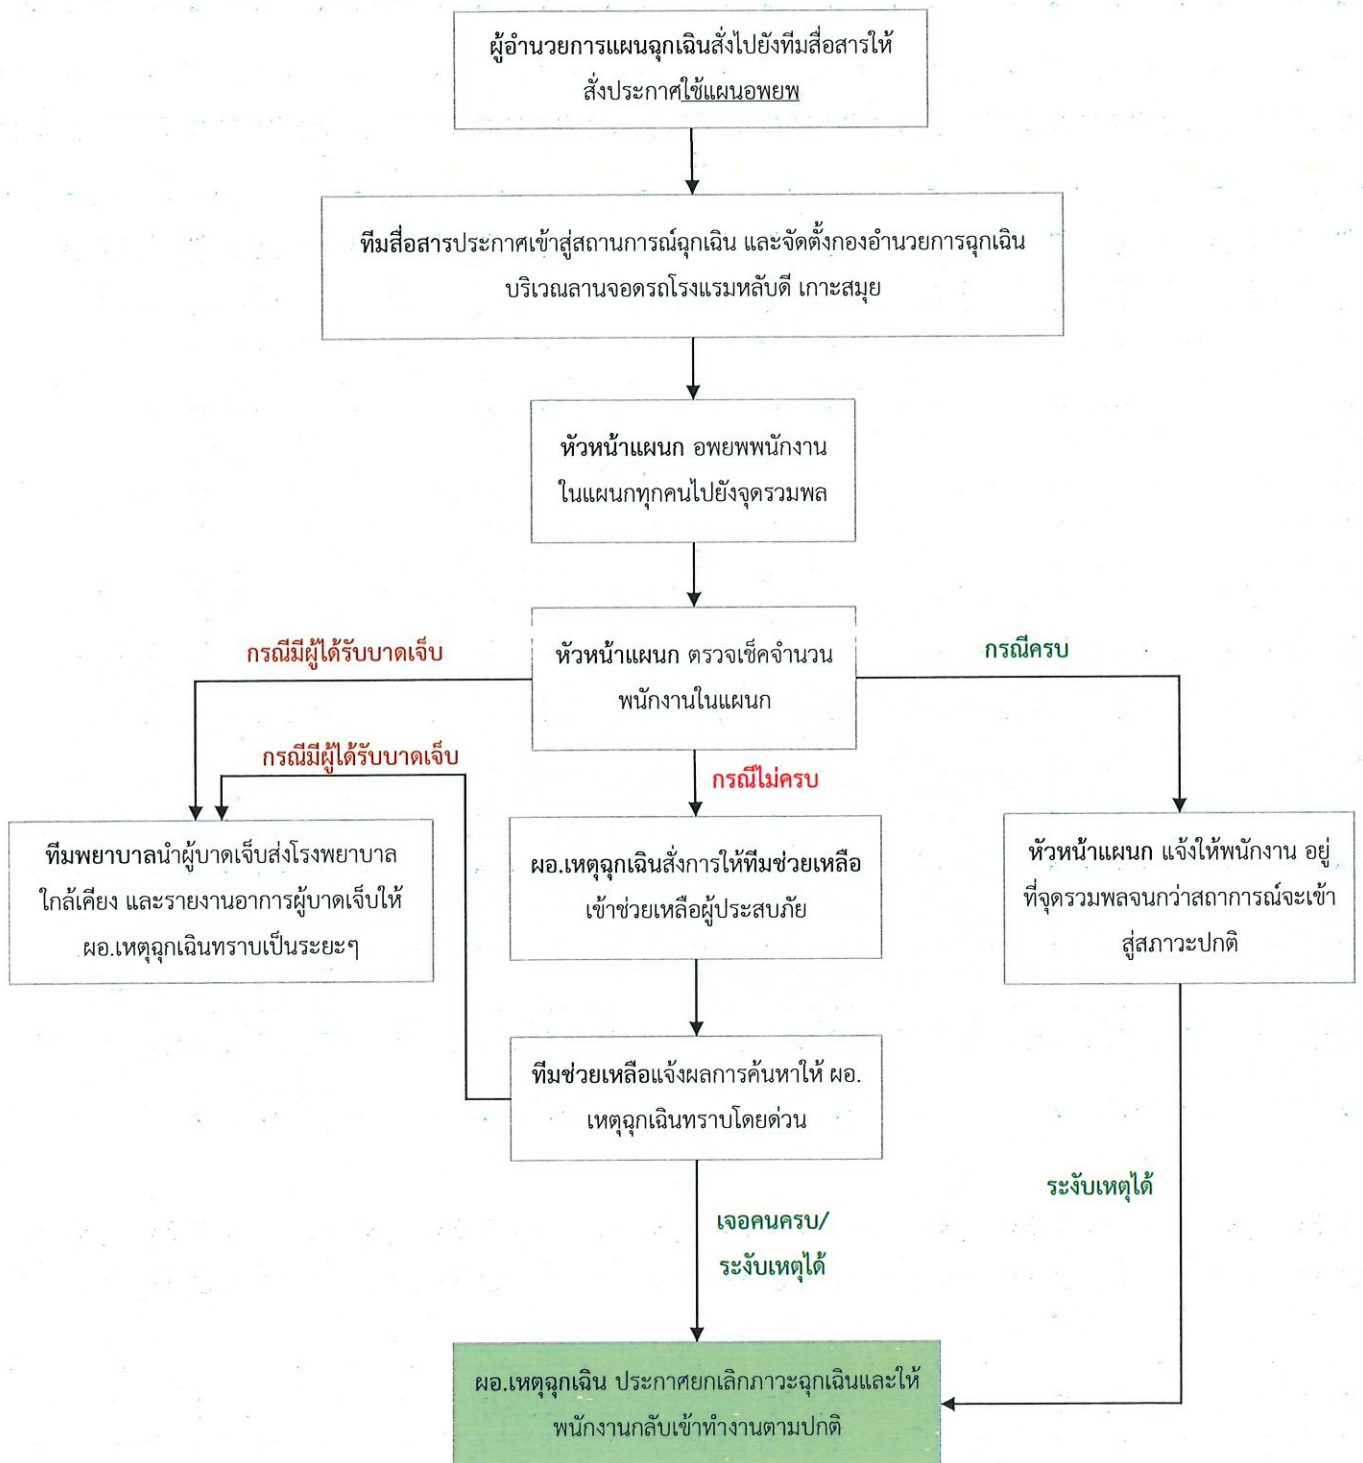 ผู้อำนวยการแผนฉุกเฉินสั่งไปยังทีมสื่อสารให้
สั่งประกาศใช้แผนอพยพ
ทีมสื่อสารประกาศเข้าสู่สถานการณ์ฉุกเฉิน และจัดตั้งกองอำนวยการฉุกเฉิน
บริเวณลานจอดรถโรงแรมหลับดี เกาะสมุย
หัวหน้าแผนก อพยพพนักงาน
ในแผนกทุกคนไปยังจุดรวมพล
กรณีมีผู้ได้รับบาดเจ็บ
หัวหน้าแผนก ตรวจเช็คจำนวน
พนักงานในแผนก
กรณีครบ
กรณีมีผู้ได้รับบาดเจ็บ
กรณีไม่ครบ
ทีมพยาบาลนำผู้บาดเจ็บส่งโรงพยาบาล
ใกล้เคียง และรายงานอาการผู้บาดเจ็บให้
ผอ.เหตุฉุกเฉินทราบเป็นระยะๆ
ผอ.เหตุฉุกเฉินสั่งการให้ทีมช่วยเหลือ
เข้าช่วยเหลือผู้ประสบภัย
หัวหน้าแผนก แจ้งให้พนักงาน อยู่
ที่จุดรวมพลจนกว่าสถาการณ์จะเข้า
สู่สภาวะปกติ
ทีมช่วยเหลือแจ้งผลการค้นหาให้ ผอ.
เหตุฉุกเฉินทราบโดยด่วน
ระงับเหตุได้
เจอคนครบ/
ระงับเหตุได้
ผอ.เหตุฉุกเฉิน ประกาศยกเลิกภาวะฉุกเฉินและให้
พนักงานกลับเข้าทำงานตามปกติ